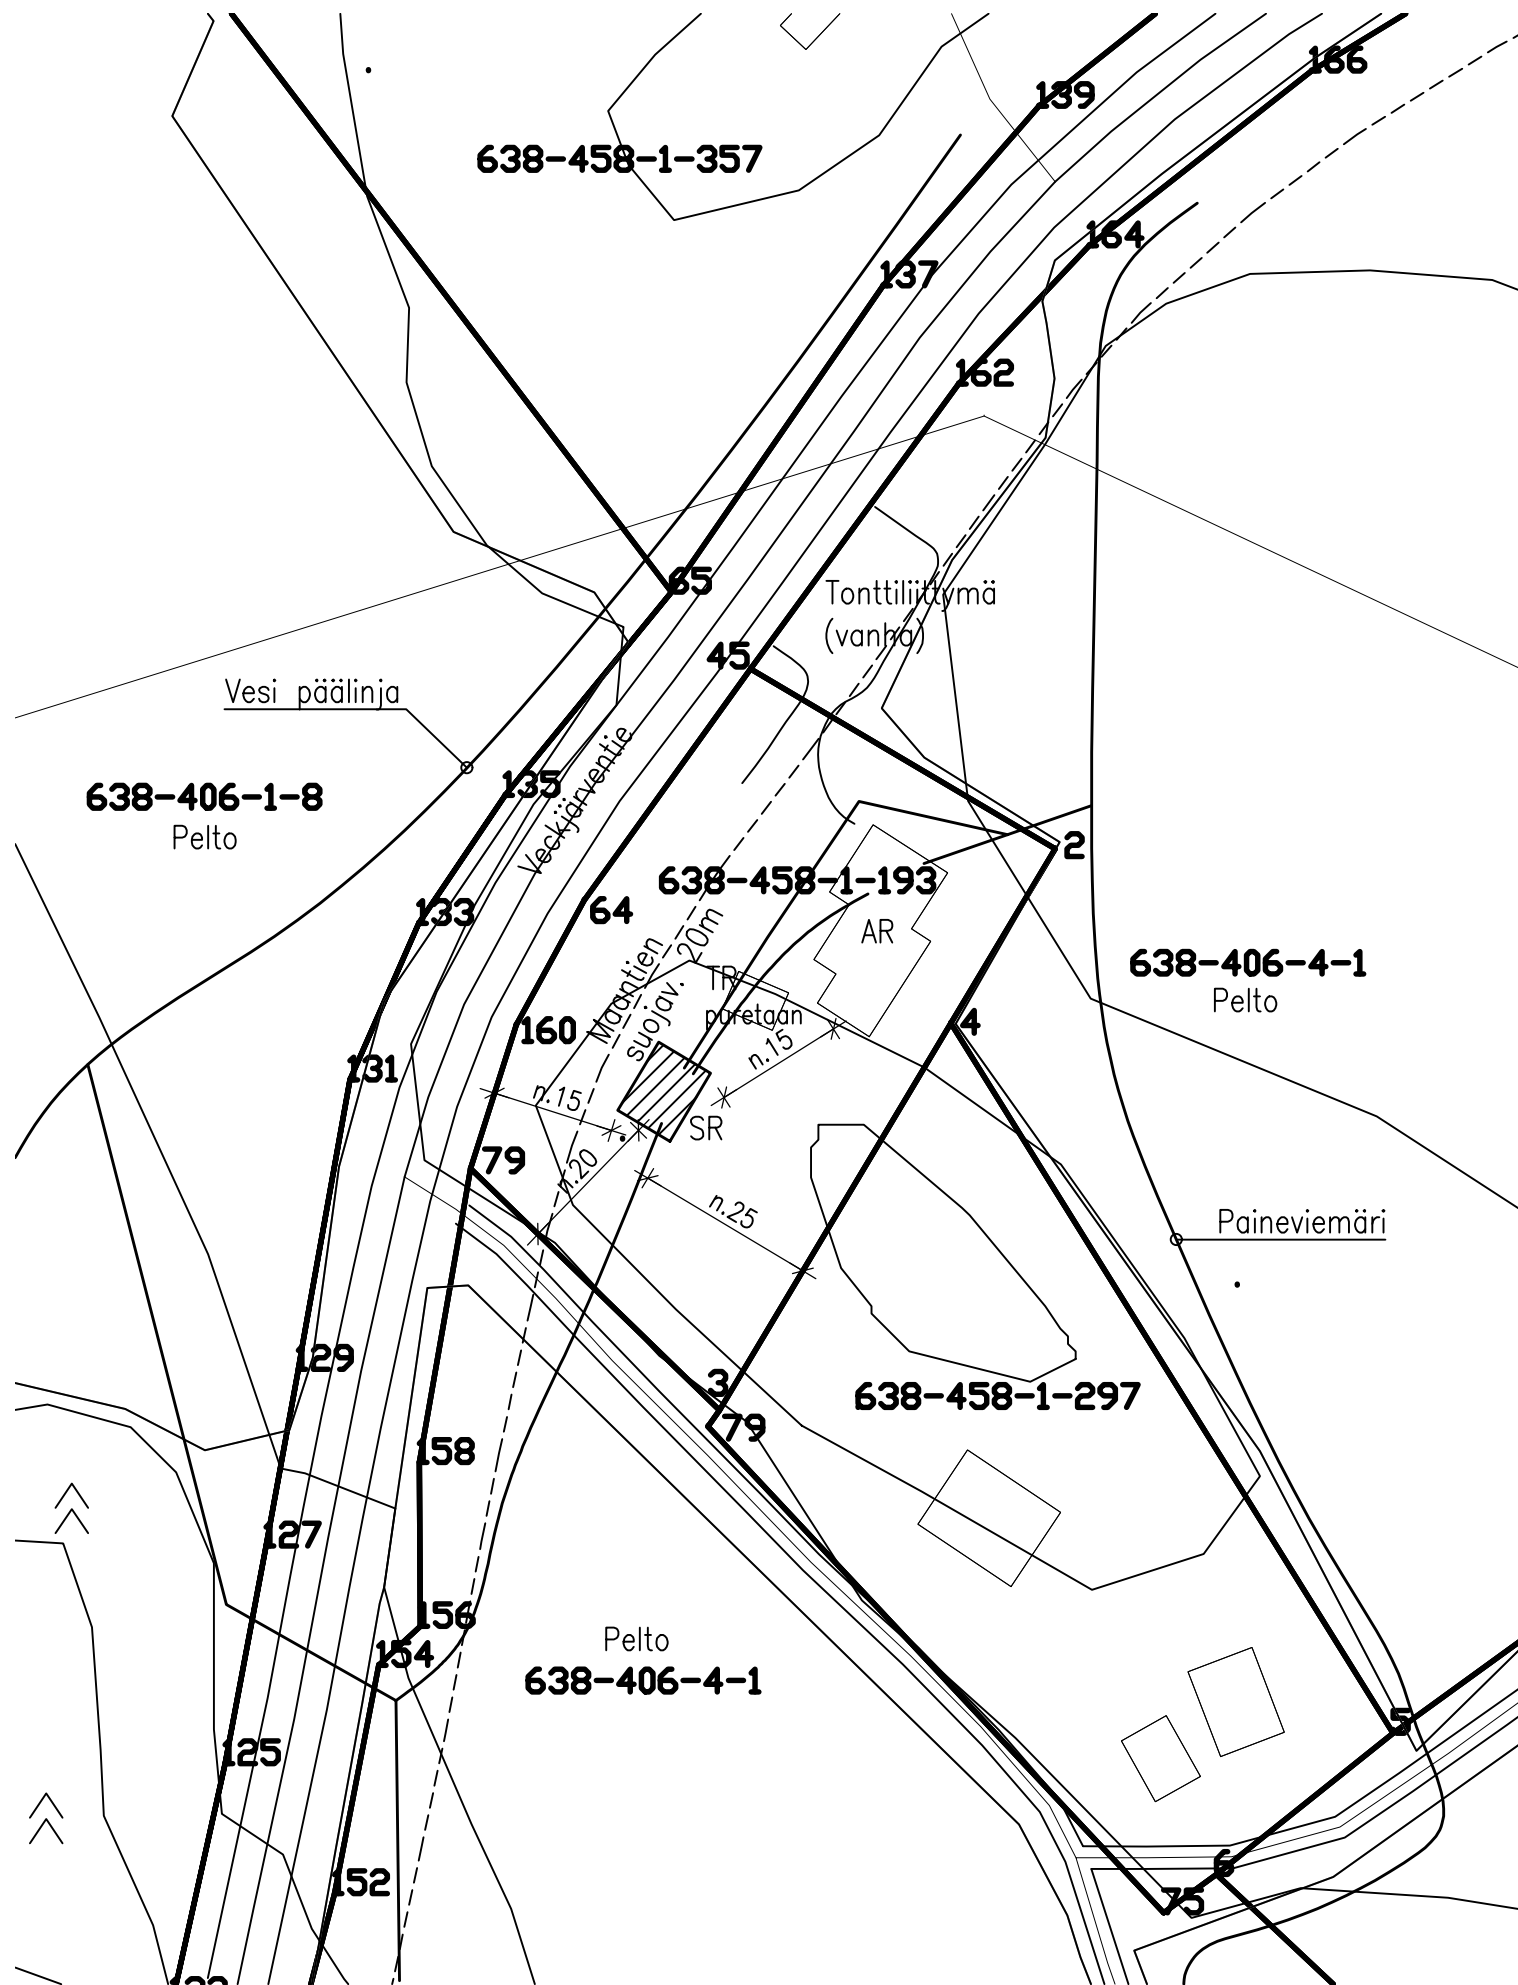 166
139
638-458-1-357
164
137
162
65
Tonttiliittymä
(vanha)
45
Vesi päälinja
Veckjärventie
135
638-406-1-8
Pelto
2
638-458-1-193
64
133
AR
Maantien
suojav. 20m
638-406-4-1
Pelto
TR
puretaan
160
4
n.15
131
n.15
SR
79
n.20
n.25
Paineviemäri
129
3
638-458-1-297
79
158
127
156
Pelto
154
638-406-4-1
5
125
6
152
75